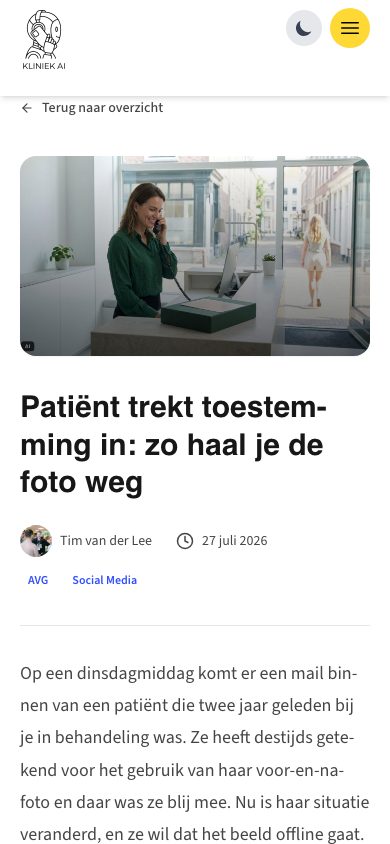 KLINIEK AI
Terug naar overzicht
AI
Patiënt trekt toestem-
ming in: zo haal je de
foto weg
Tim van der Lee
27 juli 2026
AVG
Social Media
Op een dinsdagmiddag komt er een mail bin-
nen van een patiënt die twee jaar geleden bij
je in behandeling was. Ze heeft destijds gete-
kend voor het gebruik van haar voor-en-na-
foto en daar was ze blij mee. Nu is haar situatie
veranderd, en ze wil dat het beeld offline gaat.